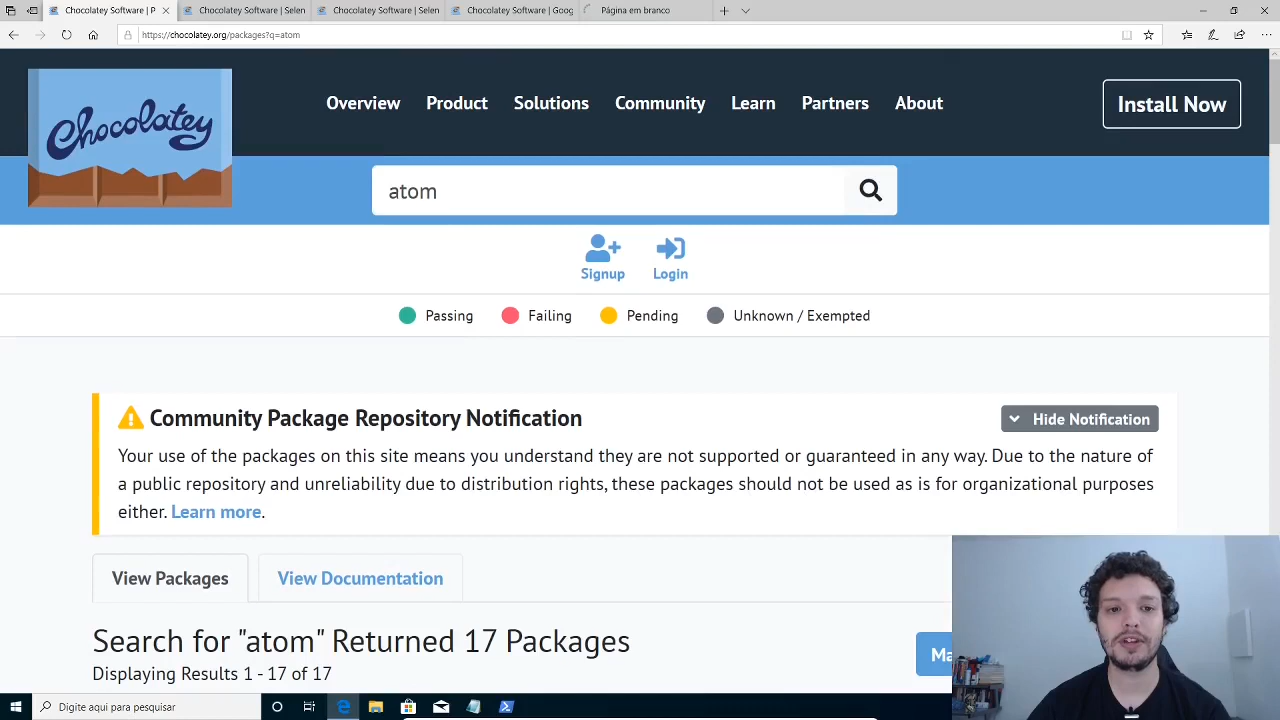 Chocolatey Software | P
Chocolatey Software | Selen
Chocolatey Software | Selen
Chocolatey Software | Goog
Página em branco
https://chocolatey.org/packages?q=atom
Chocolatey
Overview Product Solutions Community Learn Partners About
Install Now
atom
Signup Login
Passing Failing Pending Unknown / Exempted
Community Package Repository Notification
Hide Notification
Your use of the packages on this site means you understand they are not supported or guaranteed in any way. Due to the nature of
a public repository and unreliability due to distribution rights, these packages should not be used as is for organizational purposes
either. Learn more.
View Packages View Documentation
Search for "atom" Returned 17 Packages
Ma
Displaying Results 1 - 17 of 17
Digite aqui para pesquisar